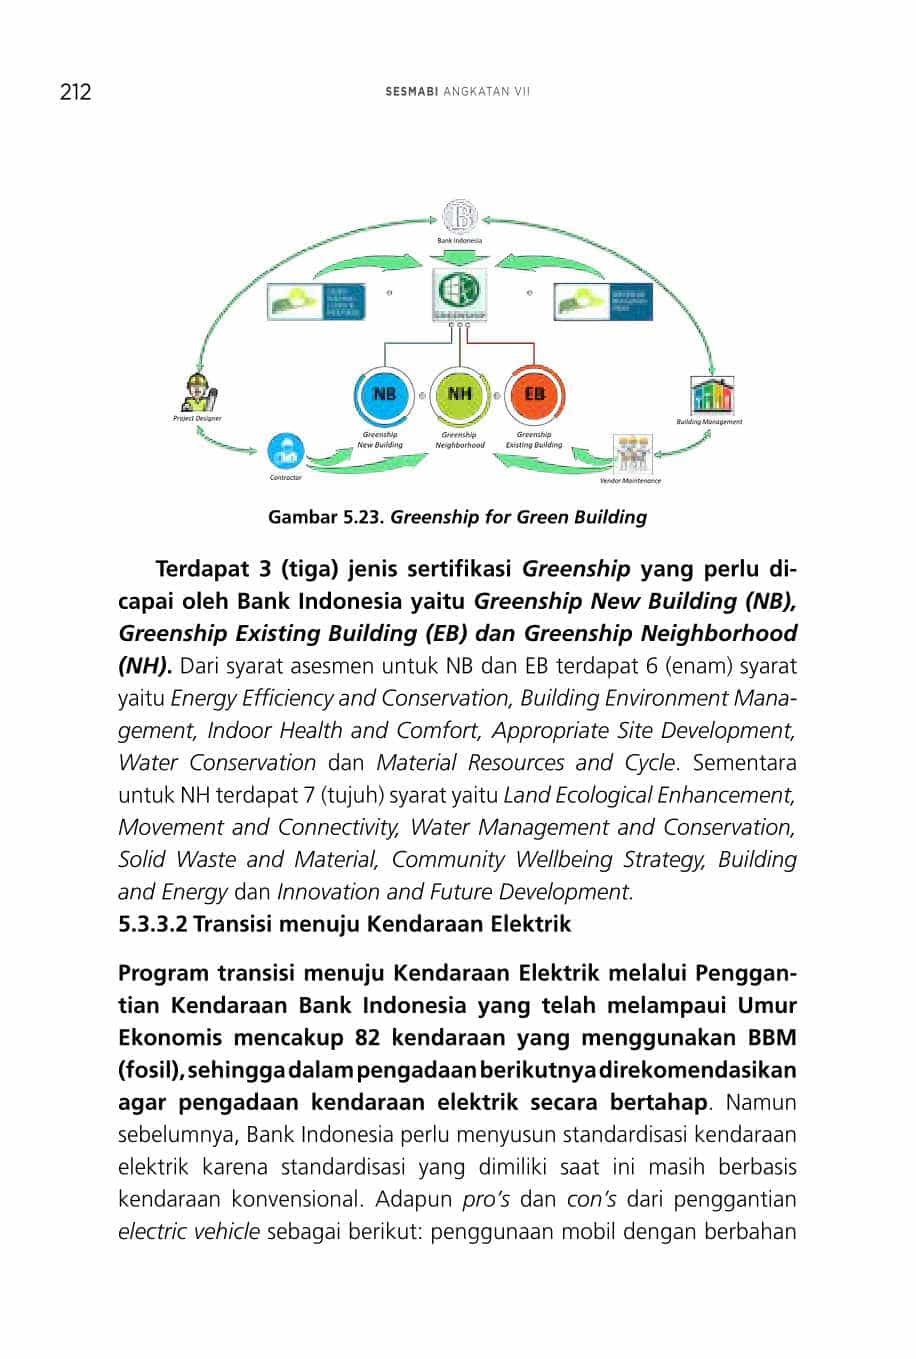 212
SESMABI ANGKATAN VII
Bank Indonesia
NB
NH
EB
Project Designer
Building Management
Greenship
New Building
Greenship
Neighborhood
Greenship
Existing Building
Contractor
Vendor Maintenance
Gambar 5.23. Greenship for Green Building
Terdapat 3 (tiga) jenis sertifikasi Greenship yang perlu di-
capai oleh Bank Indonesia yaitu Greenship New Building (NB),
Greenship Existing Building (EB) dan Greenship Neighborhood
(NH). Dari syarat asesmen untuk NB dan EB terdapat 6 (enam) syarat
yaitu Energy Efficiency and Conservation, Building Environment Mana-
gement, Indoor Health and Comfort, Appropriate Site Development,
Water Conservation dan Material Resources and Cycle. Sementara
untuk NH terdapat 7 (tujuh) syarat yaitu Land Ecological Enhancement,
Movement and Connectivity, Water Management and Conservation,
Solid Waste and Material, Community Wellbeing Strategy, Building
and Energy dan Innovation and Future Development.
5.3.3.2 Transisi menuju Kendaraan Elektrik
Program transisi menuju Kendaraan Elektrik melalui Penggan-
tian Kendaraan Bank Indonesia yang telah melampaui Umur
Ekonomis mencakup 82 kendaraan yang menggunakan BBM
(fosil), sehingga dalam pengadaan berikutnya direkomendasikan
agar pengadaan kendaraan elektrik secara bertahap. Namun
sebelumnya, Bank Indonesia perlu menyusun standardisasi kendaraan
elektrik karena standardisasi yang dimiliki saat ini masih berbasis
kendaraan konvensional. Adapun pro’s dan con’s dari penggantian
electric vehicle sebagai berikut: penggunaan mobil dengan berbahan